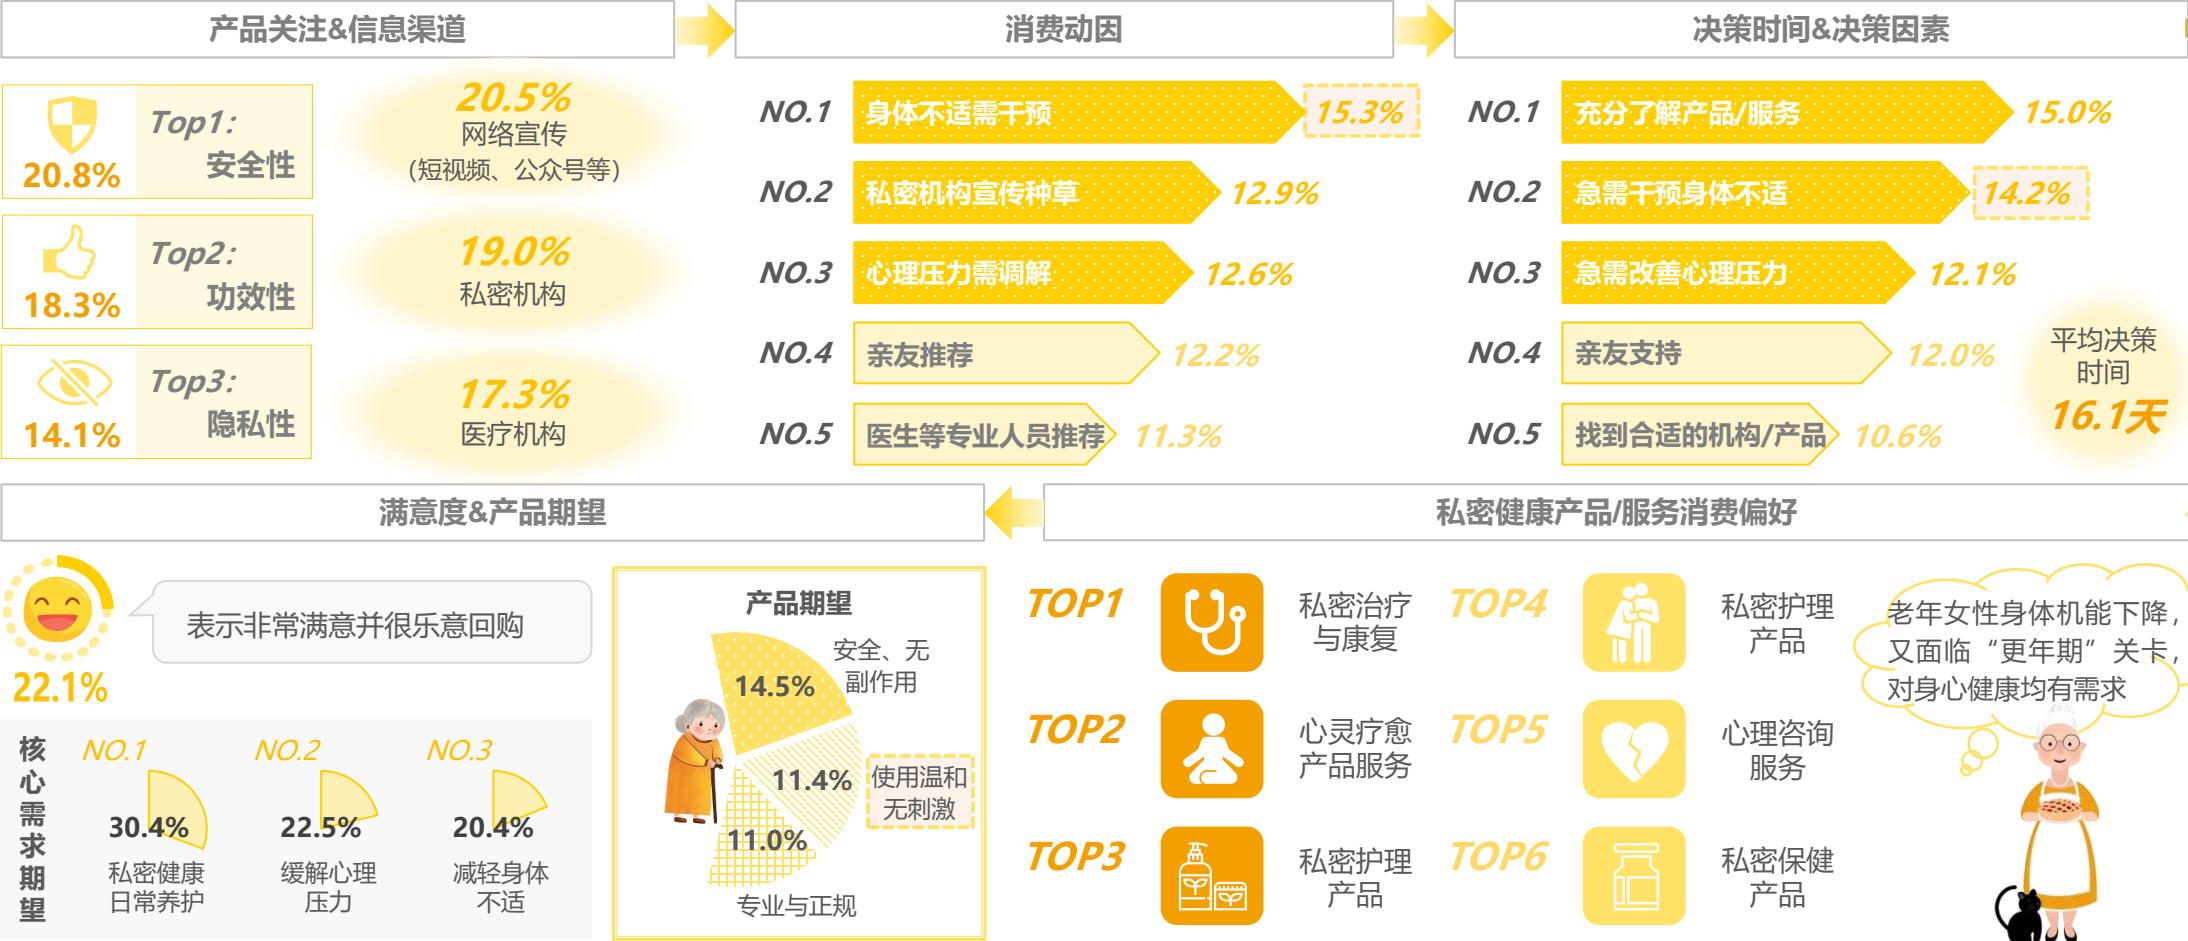 产品关注&信息渠道
Top1:
安全性
20.8%
Top2:
功效性
18.3%
Top3:
隐私性
14.1%
20.5%
网络宣传
（短视频、公众号等）
19.0%
私密机构
17.3%
医疗机构
消费动因
NO.1 身体不适需干预 15.3%
NO.2 私密机构宣传种草 12.9%
NO.3 心理压力需调解 12.6%
NO.4 亲友推荐 12.2%
NO.5 医生等专业人员推荐 11.3%
决策时间&决策因素
NO.1 充分了解产品/服务 15.0%
NO.2 急需干预身体不适 14.2%
NO.3 急需改善心理压力 12.1%
NO.4 亲友支持 12.0%
NO.5 找到合适的机构/产品 10.6%
平均决策
时间
16.1天
私密健康产品/服务消费偏好
TOP1
私密治疗
与康复
TOP2
心灵疗愈
产品服务
TOP3
私密护理
产品
TOP4
私密护理
产品
TOP5
心理咨询
服务
TOP6
私密保健
产品
老年女性身体机能下降，
又面临“更年期”关卡，
对身心健康均有需求
满意度&产品期望
22.1%
表示非常满意并很乐意回购
核心需求期望
NO.1
30.4%
私密健康
日常养护
NO.2
22.5%
缓解心理
压力
NO.3
20.4%
减轻身体
不适
产品期望
14.5%
安全、无
副作用
11.4%
使用温和
无刺激
11.0%
专业与正规